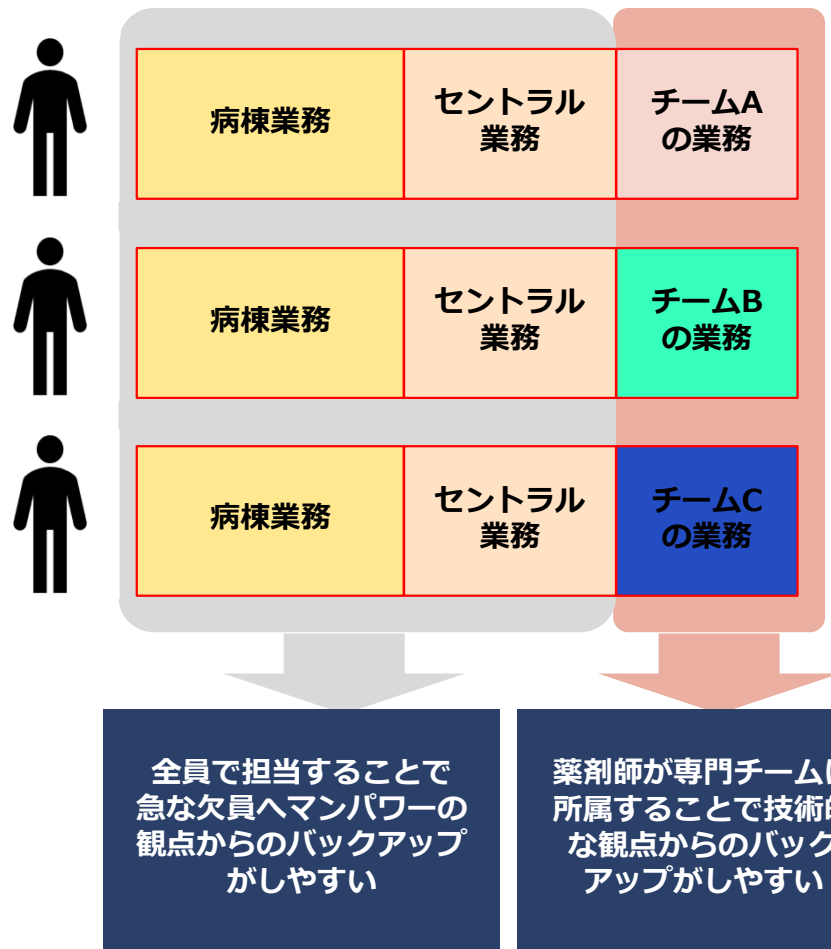 病棟業務
セントラル
業務
チームA
の業務
病棟業務
セントラル
業務
チームB
の業務
病棟業務
セントラル
業務
チームC
の業務
全員で担当することで
急な欠員へマンパワーの
観点からのバックアップ
がしやすい
薬剤師が専門チームに
所属することで技術的
な観点からのバック
アップがしやすい